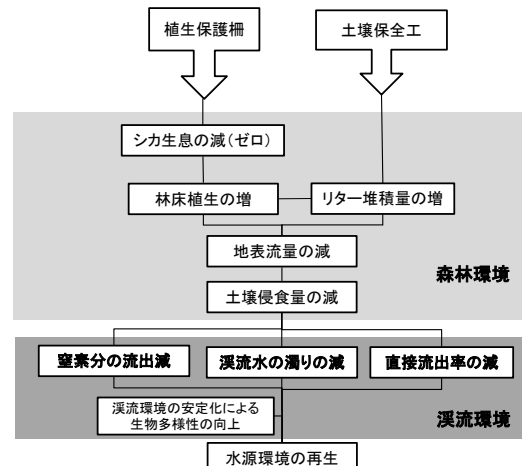 植生保護柵
土壌保全工
シカ生息の減(ゼロ)
林床植生の増
リター堆積量の増
地表流量の減
森林環境
土壌侵食量の減
窒素分の流出減
渓流水の濁りの減
直接流出率の減
渓流環境の安定化による
生物多様性の向上
渓流環境
水源環境の再生